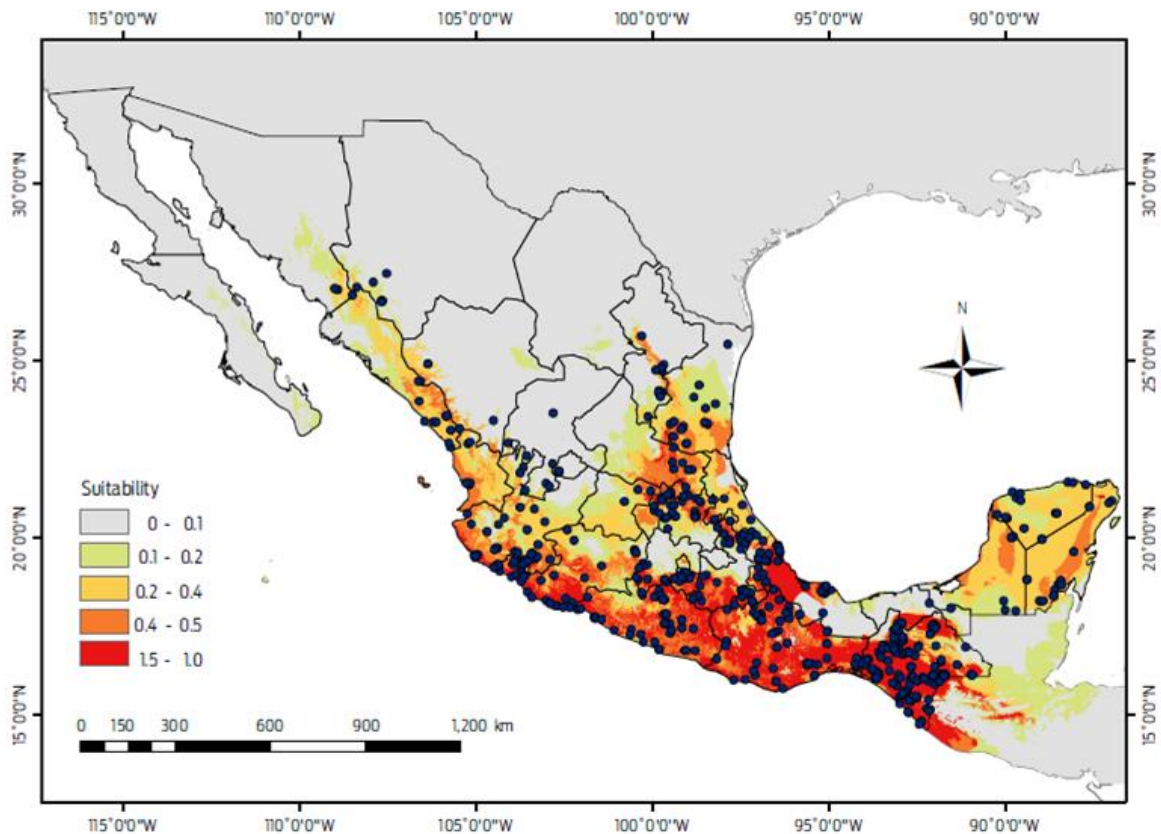 115°0'0"W 110°0'0"W 105°0'0"W 100°0'0"W 95°0'0"W 90°0'0"W
30°0'0"N 30°0'0"N
N
25°0'0"N 25°0'0"N
Suitability
0 - 0.1
20°0'0"N 20°0'0"N
0.1 - 0.2
0.2 - 0.4
0.4 - 0.5
1.5 - 1.0
15°0'0"N 15°0'0"N
0 150 300 600 900 1,200 km
115°0'0"W 110°0'0"W 105°0'0"W 100°0'0"W 95°0'0"W 90°0'0"W